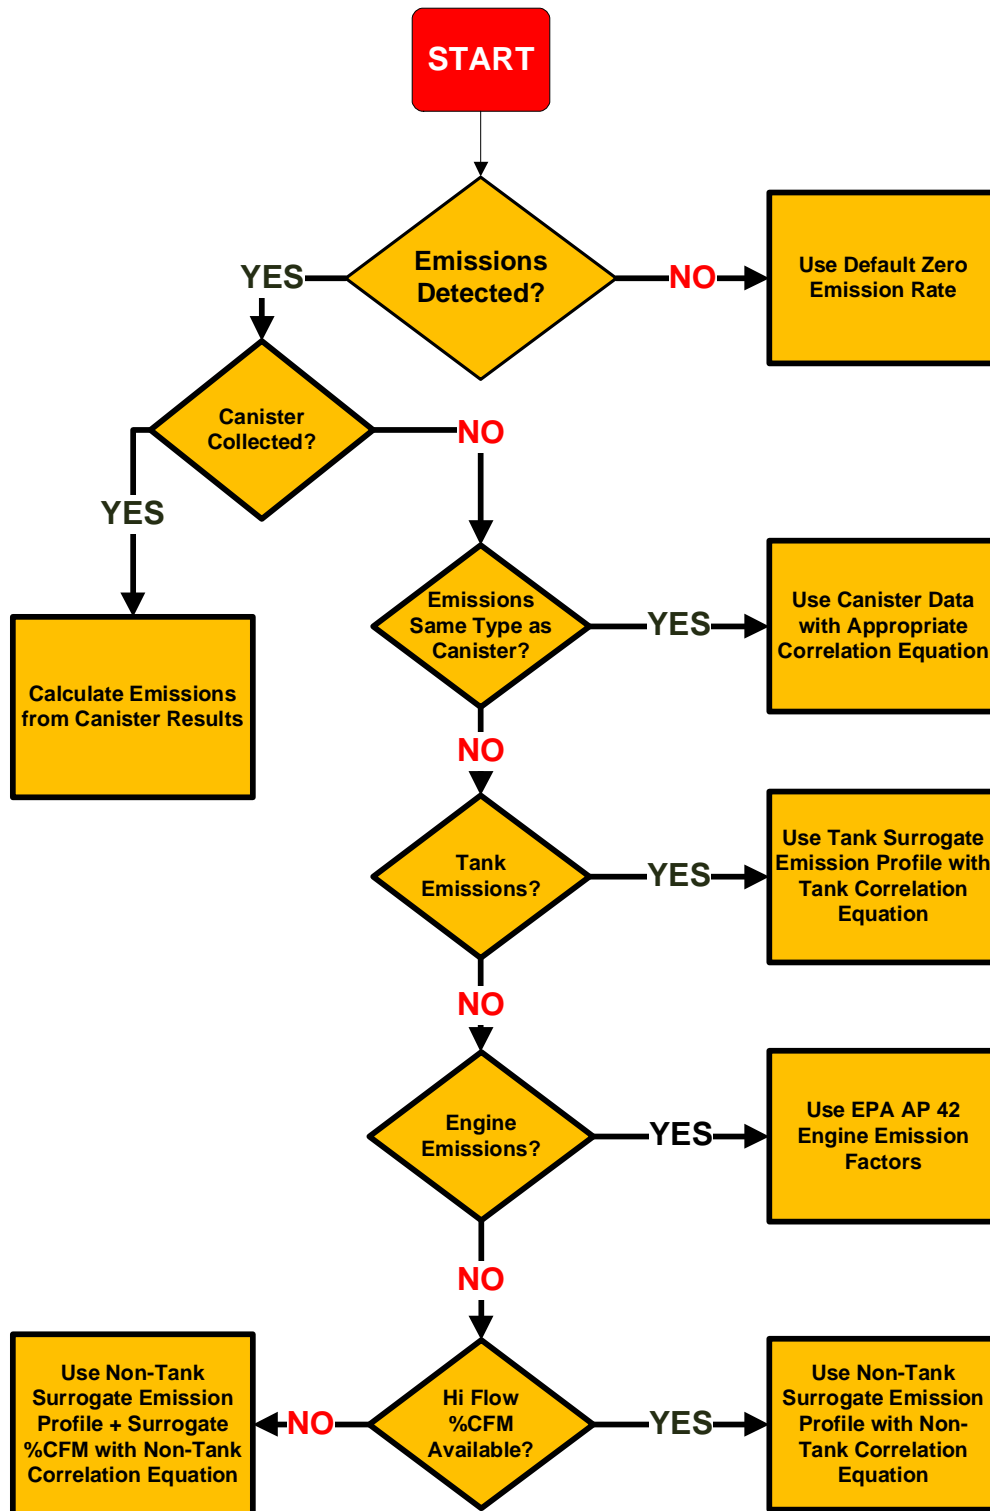 START
Emissions
Detected?
YES
NO
Use Default Zero
Emission Rate
Canister
Collected?
NO
YES
Emissions
Same Type as
Canister?
YES
Use Canister Data
with Appropriate
Correlation Equation
Calculate Emissions
from Canister Results
NO
Tank
Emissions?
YES
Use Tank Surrogate
Emission Profile with
Tank Correlation
Equation
NO
Engine
Emissions?
YES
Use EPA AP 42
Engine Emission
Factors
NO
Use Non-Tank
Surrogate Emission
Profile + Surrogate
%CFM with Non-Tank
Correlation Equation
NO
Hi Flow
%CFM
Available?
YES
Use Non-Tank
Surrogate Emission
Profile with Non-
Tank Correlation
Equation